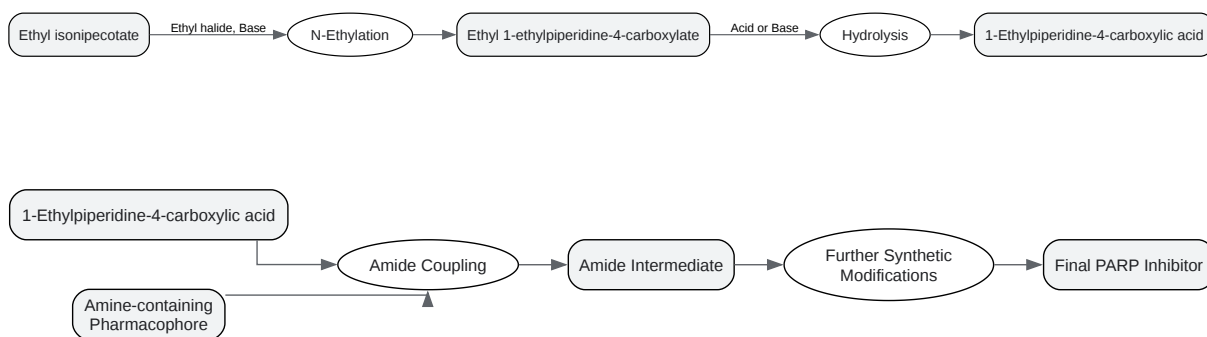 Ethyl isonipecotate
Ethyl halide, Base
N-Ethylation
Ethyl 1-ethylpiperidine-4-carboxylate
Acid or Base
Hydrolysis
1-Ethylpiperidine-4-carboxylic acid
1-Ethylpiperidine-4-carboxylic acid
Amide Coupling
Amide Intermediate
Further Synthetic
Modifications
Final PARP Inhibitor
Amine-containing
Pharmacophore